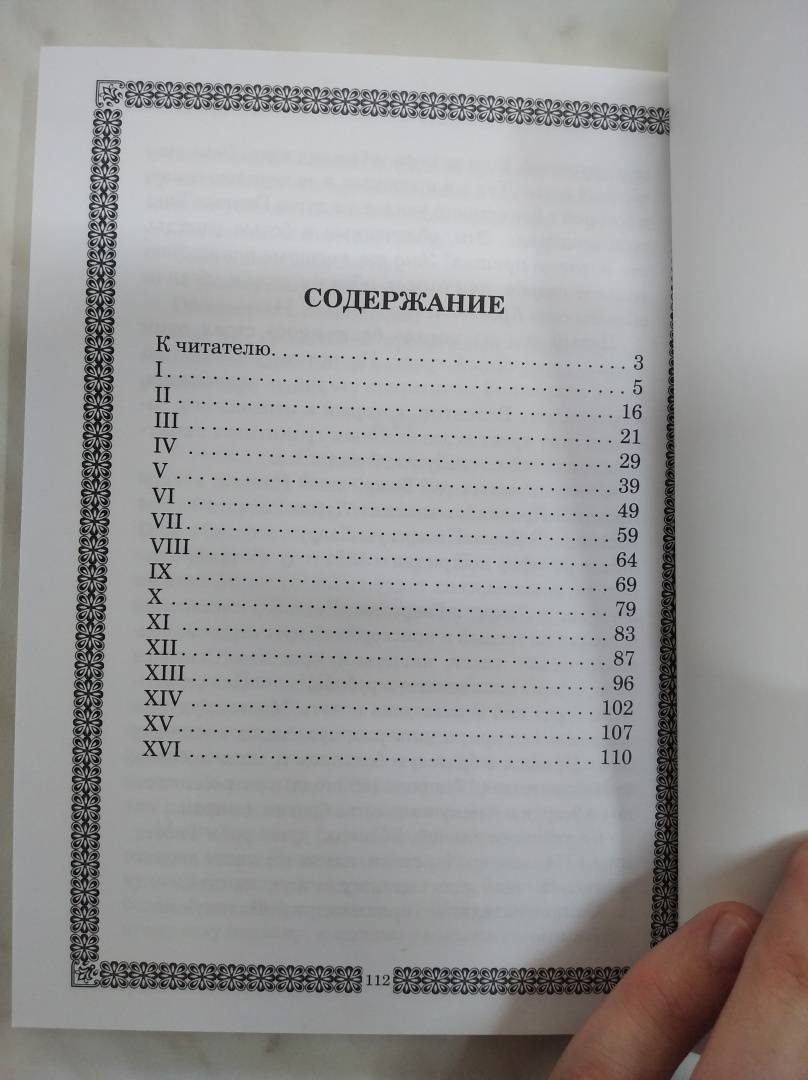 СОДЕРЖАНИЕ
К читателю. . . . . . . . . . . . . . . . . . . . . . . . . . . . . . . 3
I . . . . . . . . . . . . . . . . . . . . . . . . . . . . . . . . . . . . . . . 5
II . . . . . . . . . . . . . . . . . . . . . . . . . . . . . . . . . . . . . 16
III . . . . . . . . . . . . . . . . . . . . . . . . . . . . . . . . . . . . 21
IV . . . . . . . . . . . . . . . . . . . . . . . . . . . . . . . . . . . . 29
V . . . . . . . . . . . . . . . . . . . . . . . . . . . . . . . . . . . . . 39
VI . . . . . . . . . . . . . . . . . . . . . . . . . . . . . . . . . . . . 49
VII . . . . . . . . . . . . . . . . . . . . . . . . . . . . . . . . . . . . 59
VIII . . . . . . . . . . . . . . . . . . . . . . . . . . . . . . . . . . . 64
IX . . . . . . . . . . . . . . . . . . . . . . . . . . . . . . . . . . . . 69
X . . . . . . . . . . . . . . . . . . . . . . . . . . . . . . . . . . . . . 79
XI . . . . . . . . . . . . . . . . . . . . . . . . . . . . . . . . . . . . 83
XII . . . . . . . . . . . . . . . . . . . . . . . . . . . . . . . . . . . . 87
XIII . . . . . . . . . . . . . . . . . . . . . . . . . . . . . . . . . . . 96
XIV . . . . . . . . . . . . . . . . . . . . . . . . . . . . . . . . . . 102
XV . . . . . . . . . . . . . . . . . . . . . . . . . . . . . . . . . . . 107
XVI . . . . . . . . . . . . . . . . . . . . . . . . . . . . . . . . . . 110
112